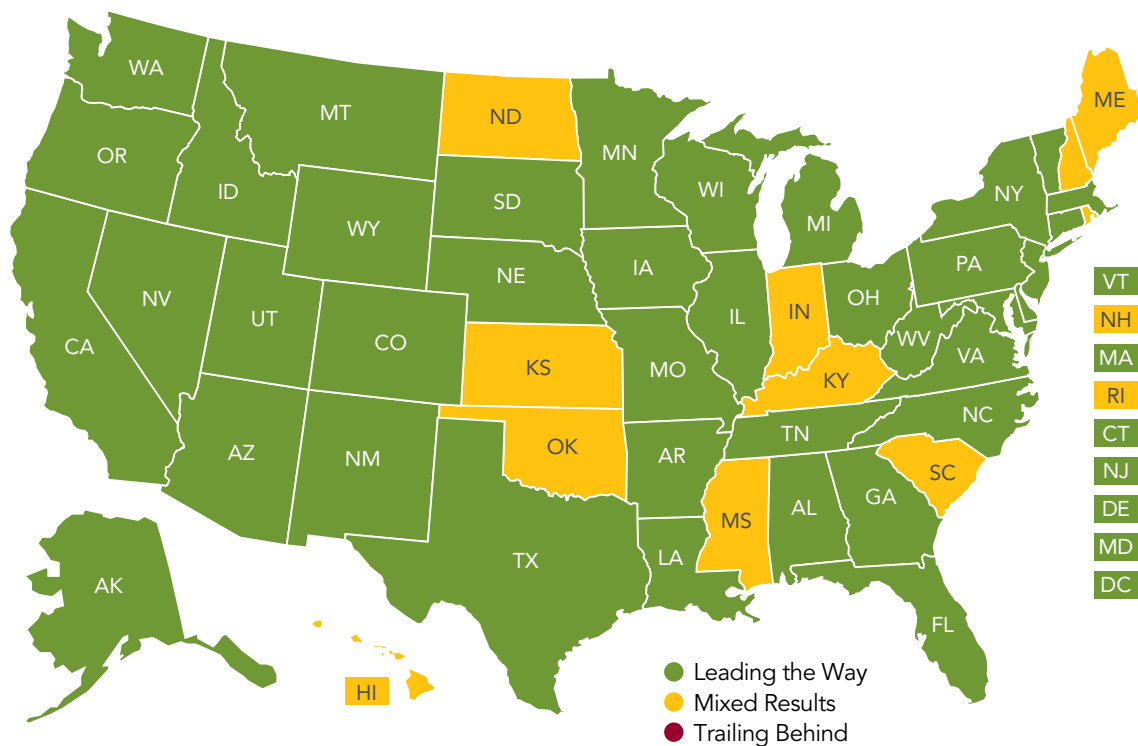 WA
MT
ND
ME
OR
MN
ID
SD
WI
NY
WY
MI
IA
PA
NE
NV
OH
VT
IL
IN
UT
NH
CO
WV
CA
VA
MA
KS
MO
KY
RI
NC
TN
CT
AZ
OK
AR
NM
SC
NJ
GA
MS
AL
DE
TX
LA
MD
AK
DC
FL
HI
Leading the Way
Mixed Results
Trailing Behind